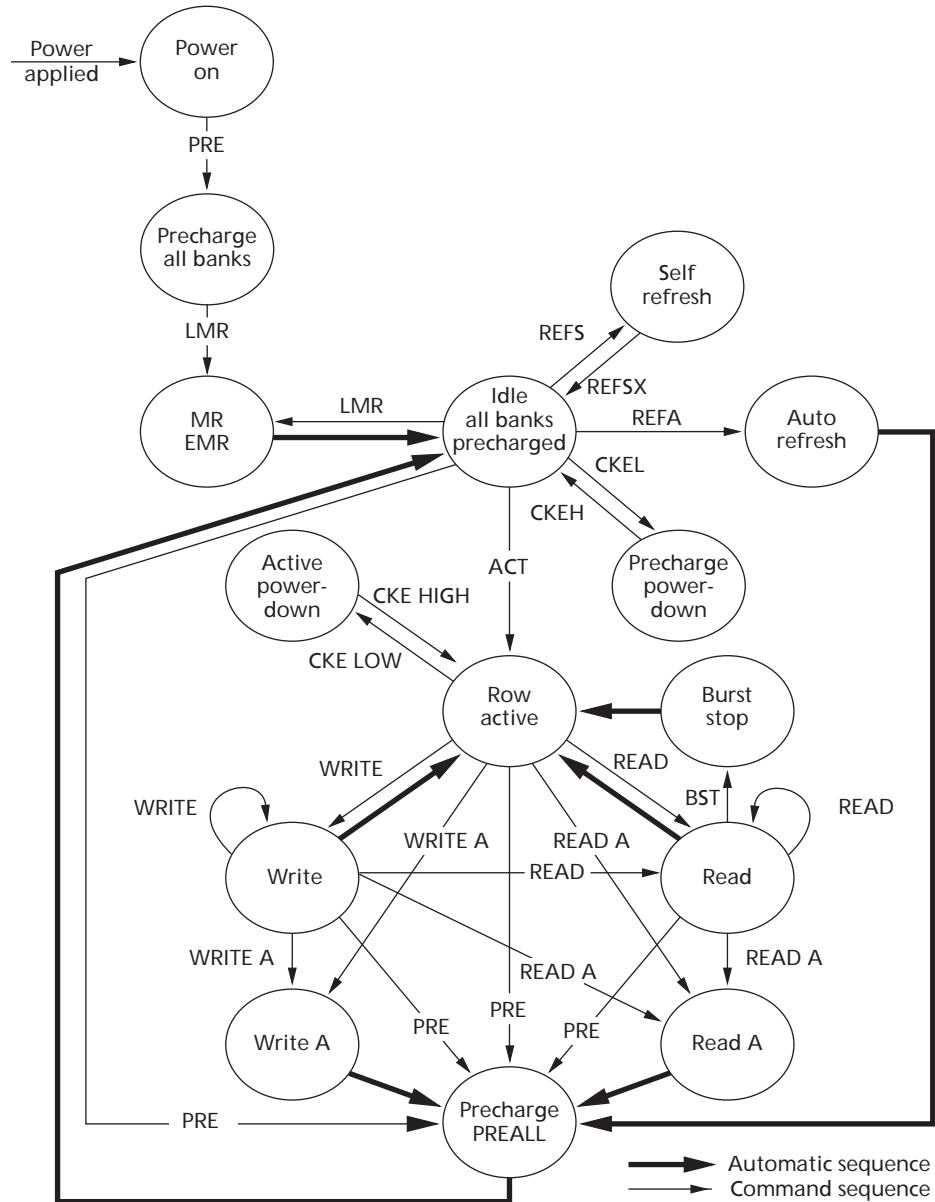 Power
applied
Power
on
PRE
Precharge
all banks
LMR
Self
refresh
REFS
REFSX
MR
EMR
LMR
Idle
all banks
precharged
REFA
Auto
refresh
CKEL
CKEH
ACT
Active
power-
down
CKE HIGH
CKE LOW
Precharge
power-
down
Row
active
Burst
stop
WRITE
READ
BST
WRITE
READ
WRITE A
READ A
Write
READ
Read
WRITE A
READ A
READ A
Write A
PRE
PRE
PRE
Read A
PRE
Precharge
PREALL
Automatic sequence
Command sequence